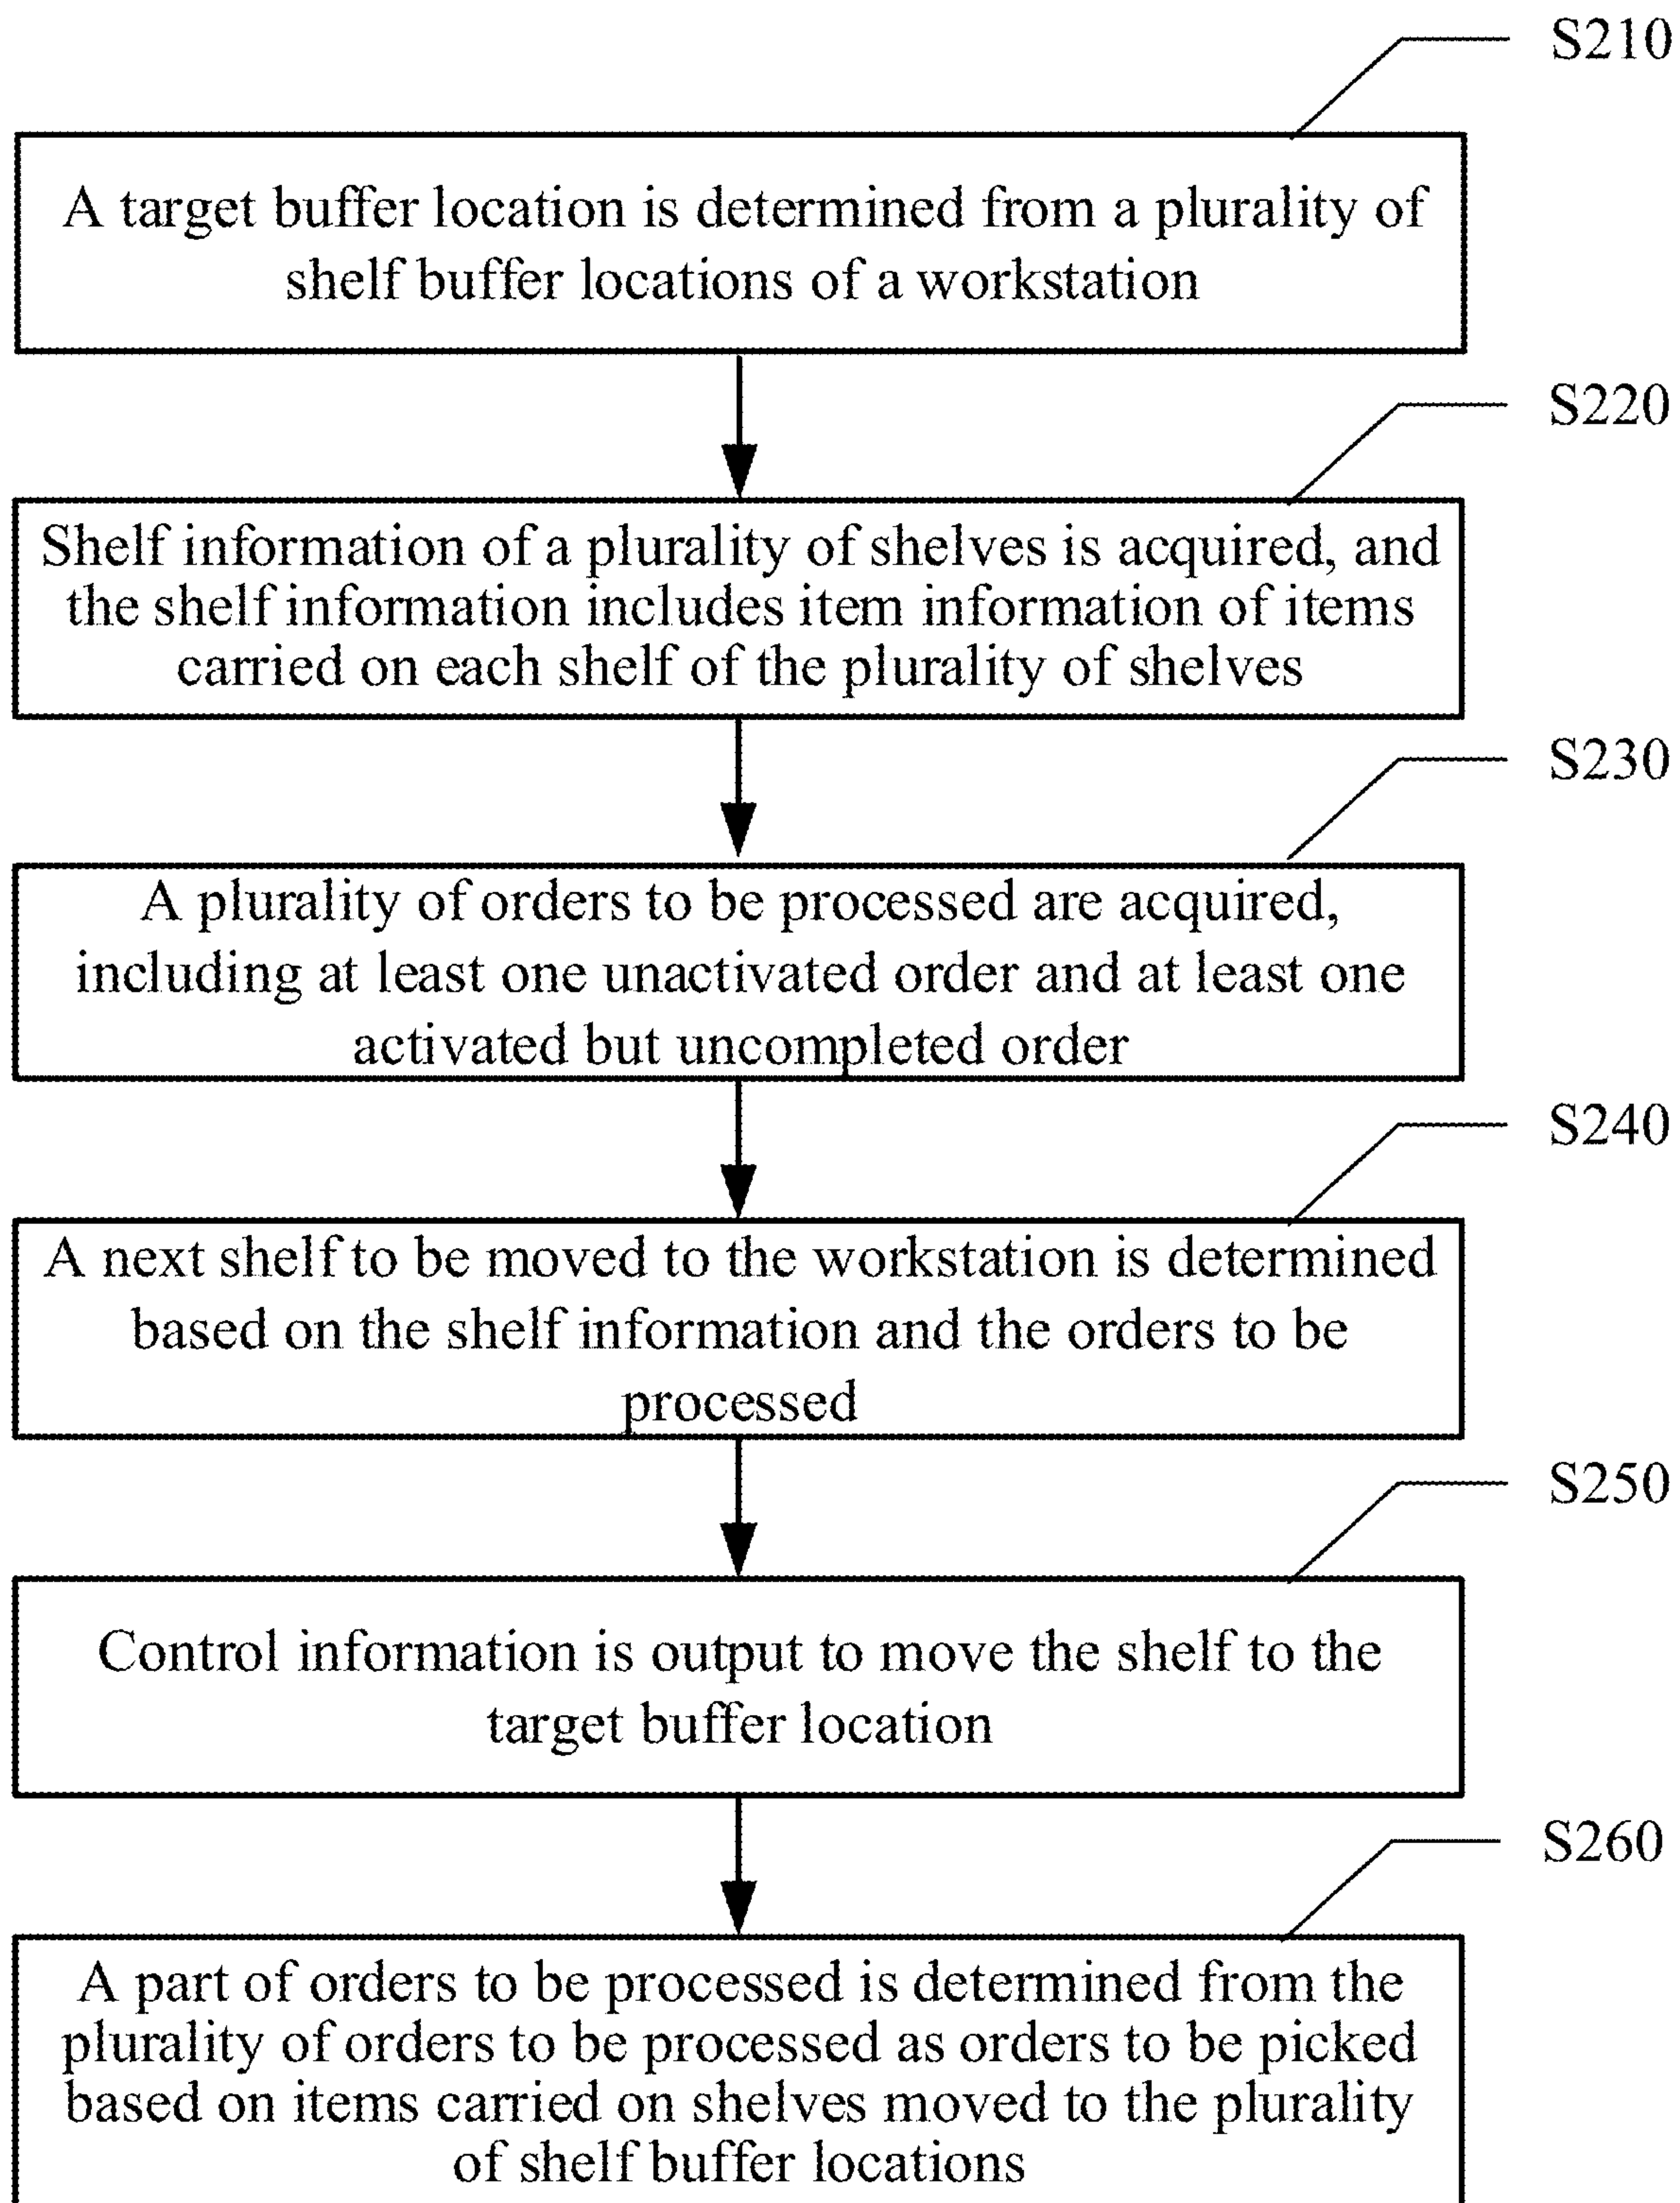 S210
A target buffer location is determined from a plurality of
shelf buffer locations of a workstation
S220
Shelf information of a plurality of shelves is acquired, and
the shelf information includes item information of items
carried on each shelf of the plurality of shelves
S230
A plurality of orders to be processed are acquired,
including at least one unactivated order and at least one
activated but uncompleted order
S240
A next shelf to be moved to the workstation is determined
based on the shelf information and the orders to be
processed
S250
Control information is output to move the shelf to the
target buffer location
S260
A part of orders to be processed is determined from the
plurality of orders to be processed as orders to be picked
based on items carried on shelves moved to the plurality
of shelf buffer locations